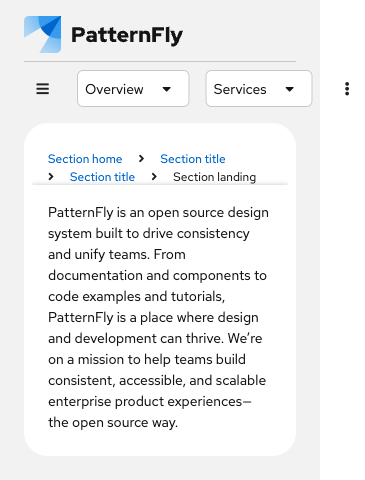 PatternFly
Overview Services
Section home Section title
Section title Section landing
PatternFly is an open source design
system built to drive consistency
and unify teams. From
documentation and components to
code examples and tutorials,
PatternFly is a place where design
and development can thrive. We’re
on a mission to help teams build
consistent, accessible, and scalable
enterprise product experiences—
the open source way.